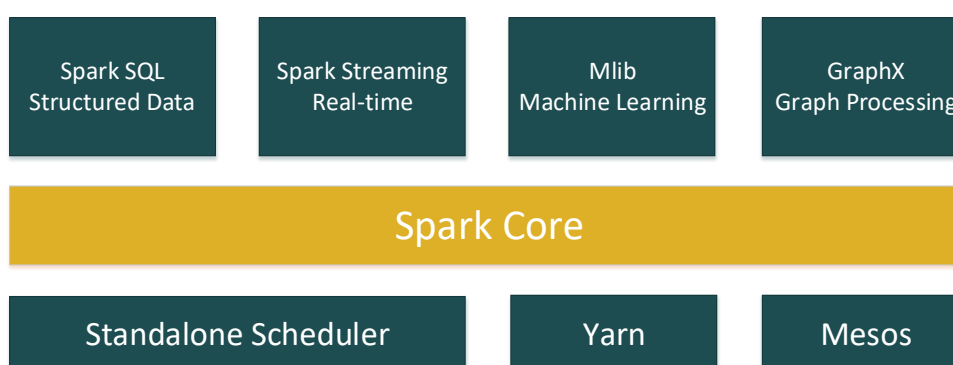 Spark SQL
Structured Data
Spark Streaming
Real-time
Mlib
Machine Learning
GraphX
Graph Processing
Spark Core
Standalone Scheduler
Yarn
Mesos